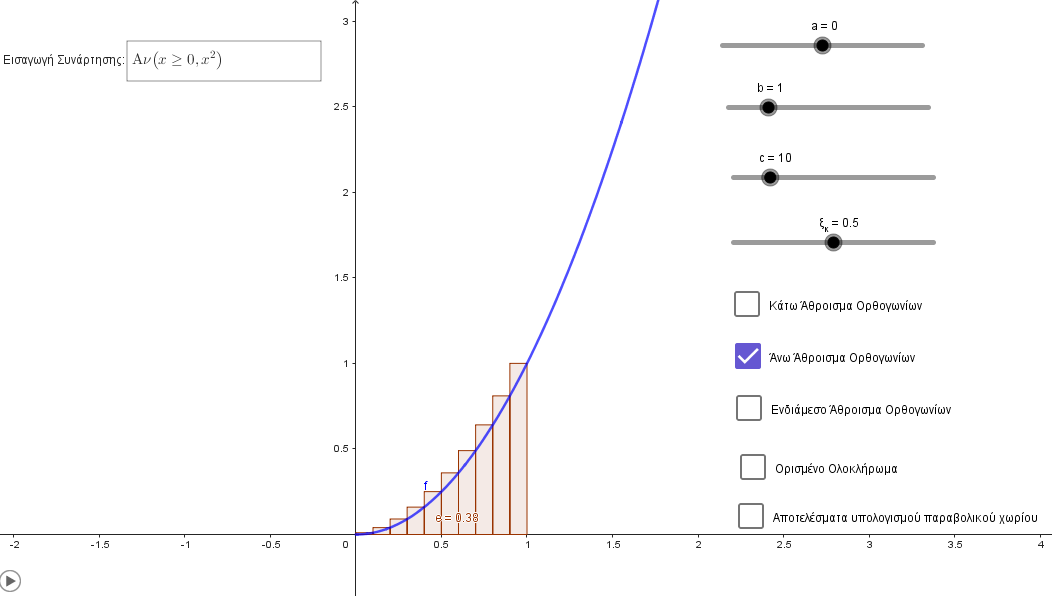 Εισαγωγή Συνάρτησης: Αν(x ≥ 0, x²)
a = 0
b = 1
c = 10
ξκ = 0.5
Κάτω Άθροισμα Ορθογωνίων
Άνω Άθροισμα Ορθογωνίων
Ενδιάμεσο Άθροισμα Ορθογωνίων
Ορισμένο Ολοκλήρωμα
Αποτελέσματα υπολογισμού παραβολικού χωρίου
3
2.5
2
1.5
1
0.5
f
e = 0.38
-2 -1.5 -1 -0.5 0 0.5 1 1.5 2 2.5 3 3.5 4